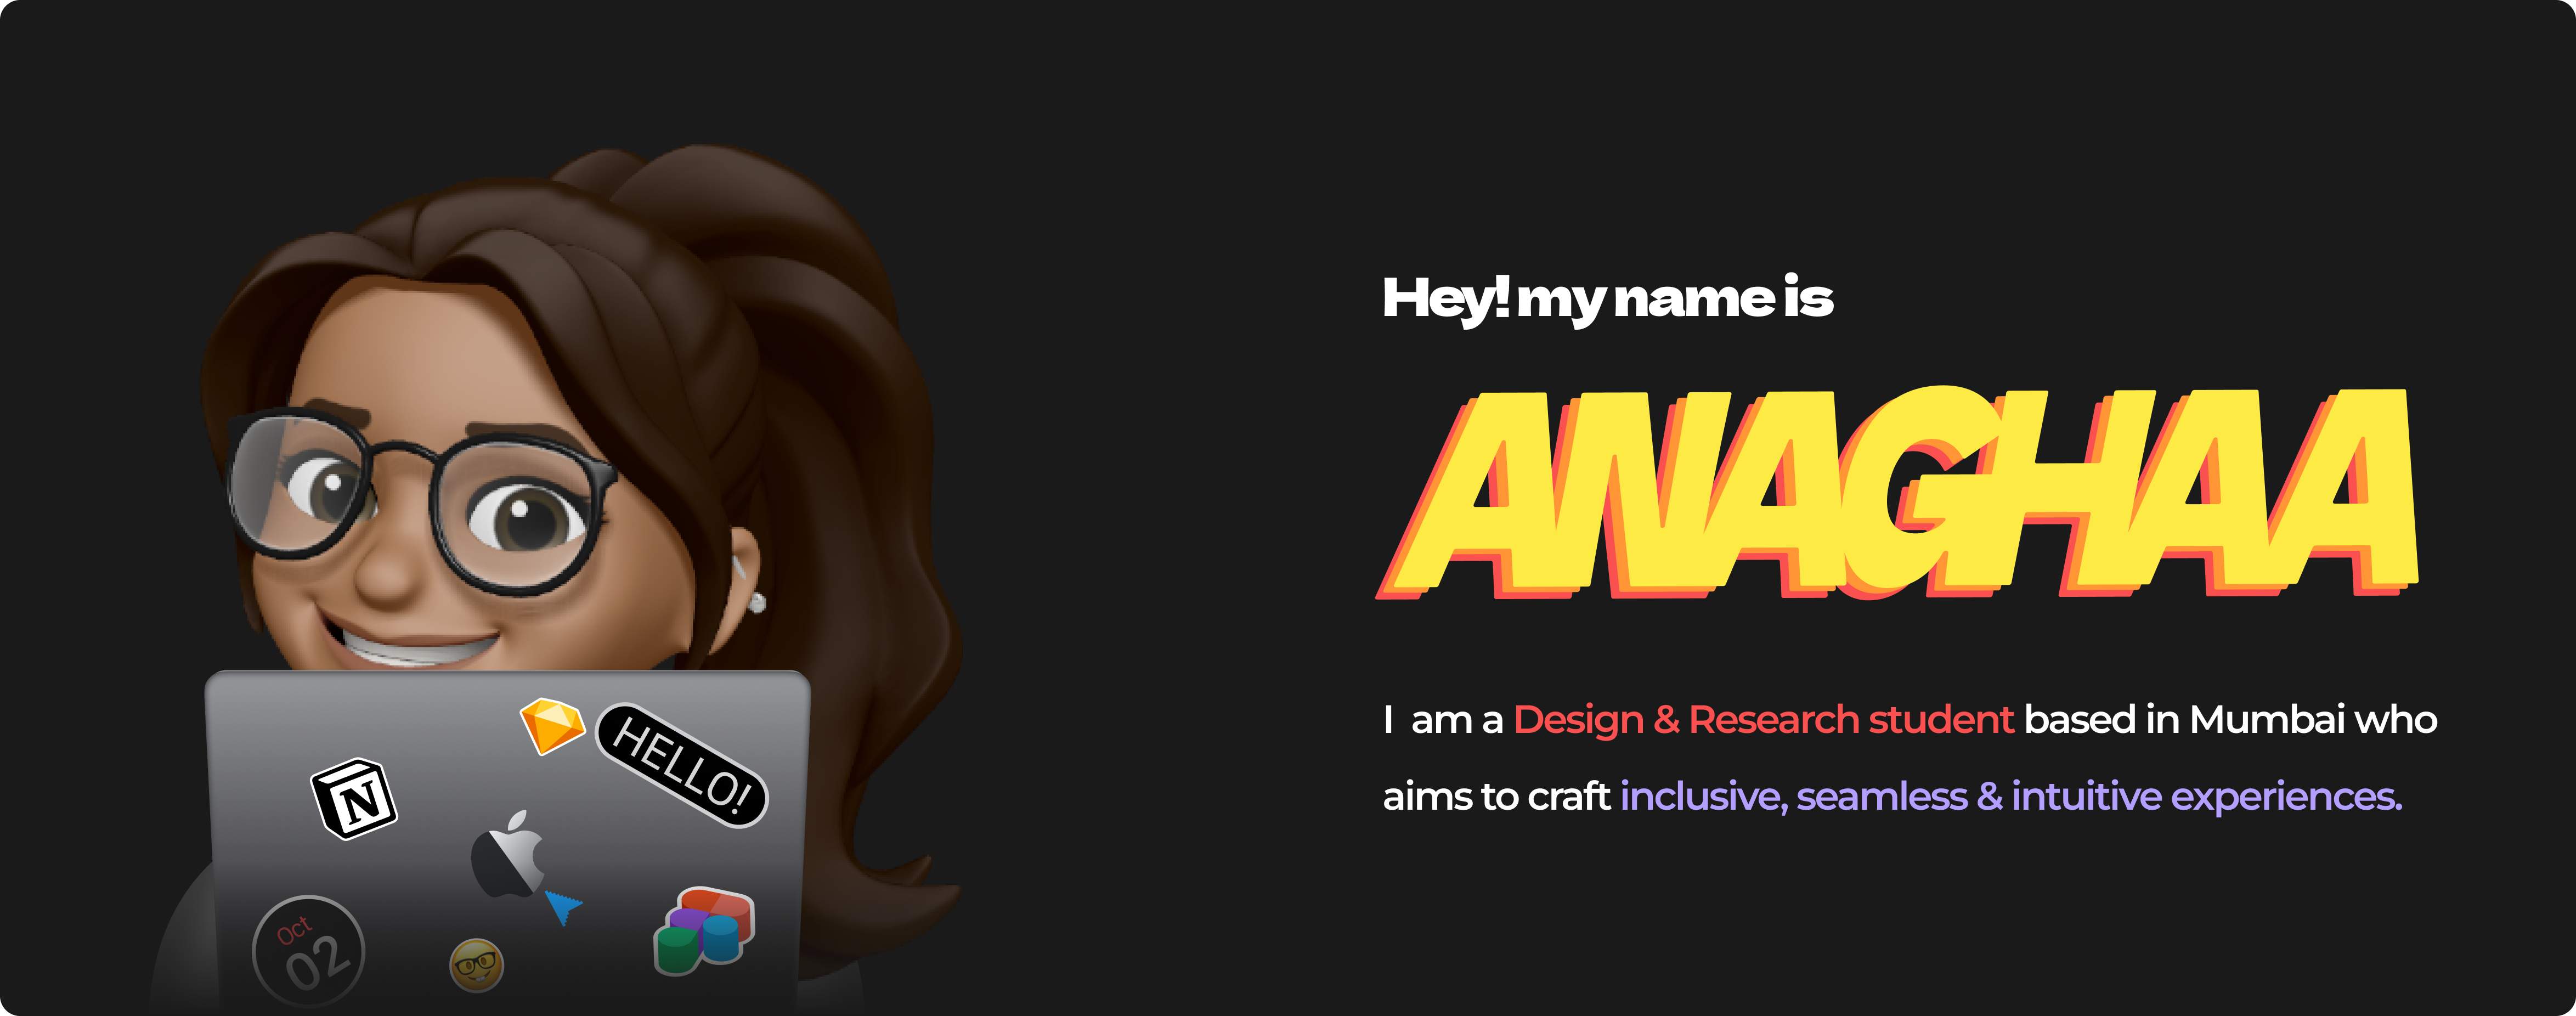 Hey! my name is
ANAGHAA
I am a Design & Research student based in Mumbai who
aims to craft inclusive, seamless & intuitive experiences.
HELLO!
N
Oct
02